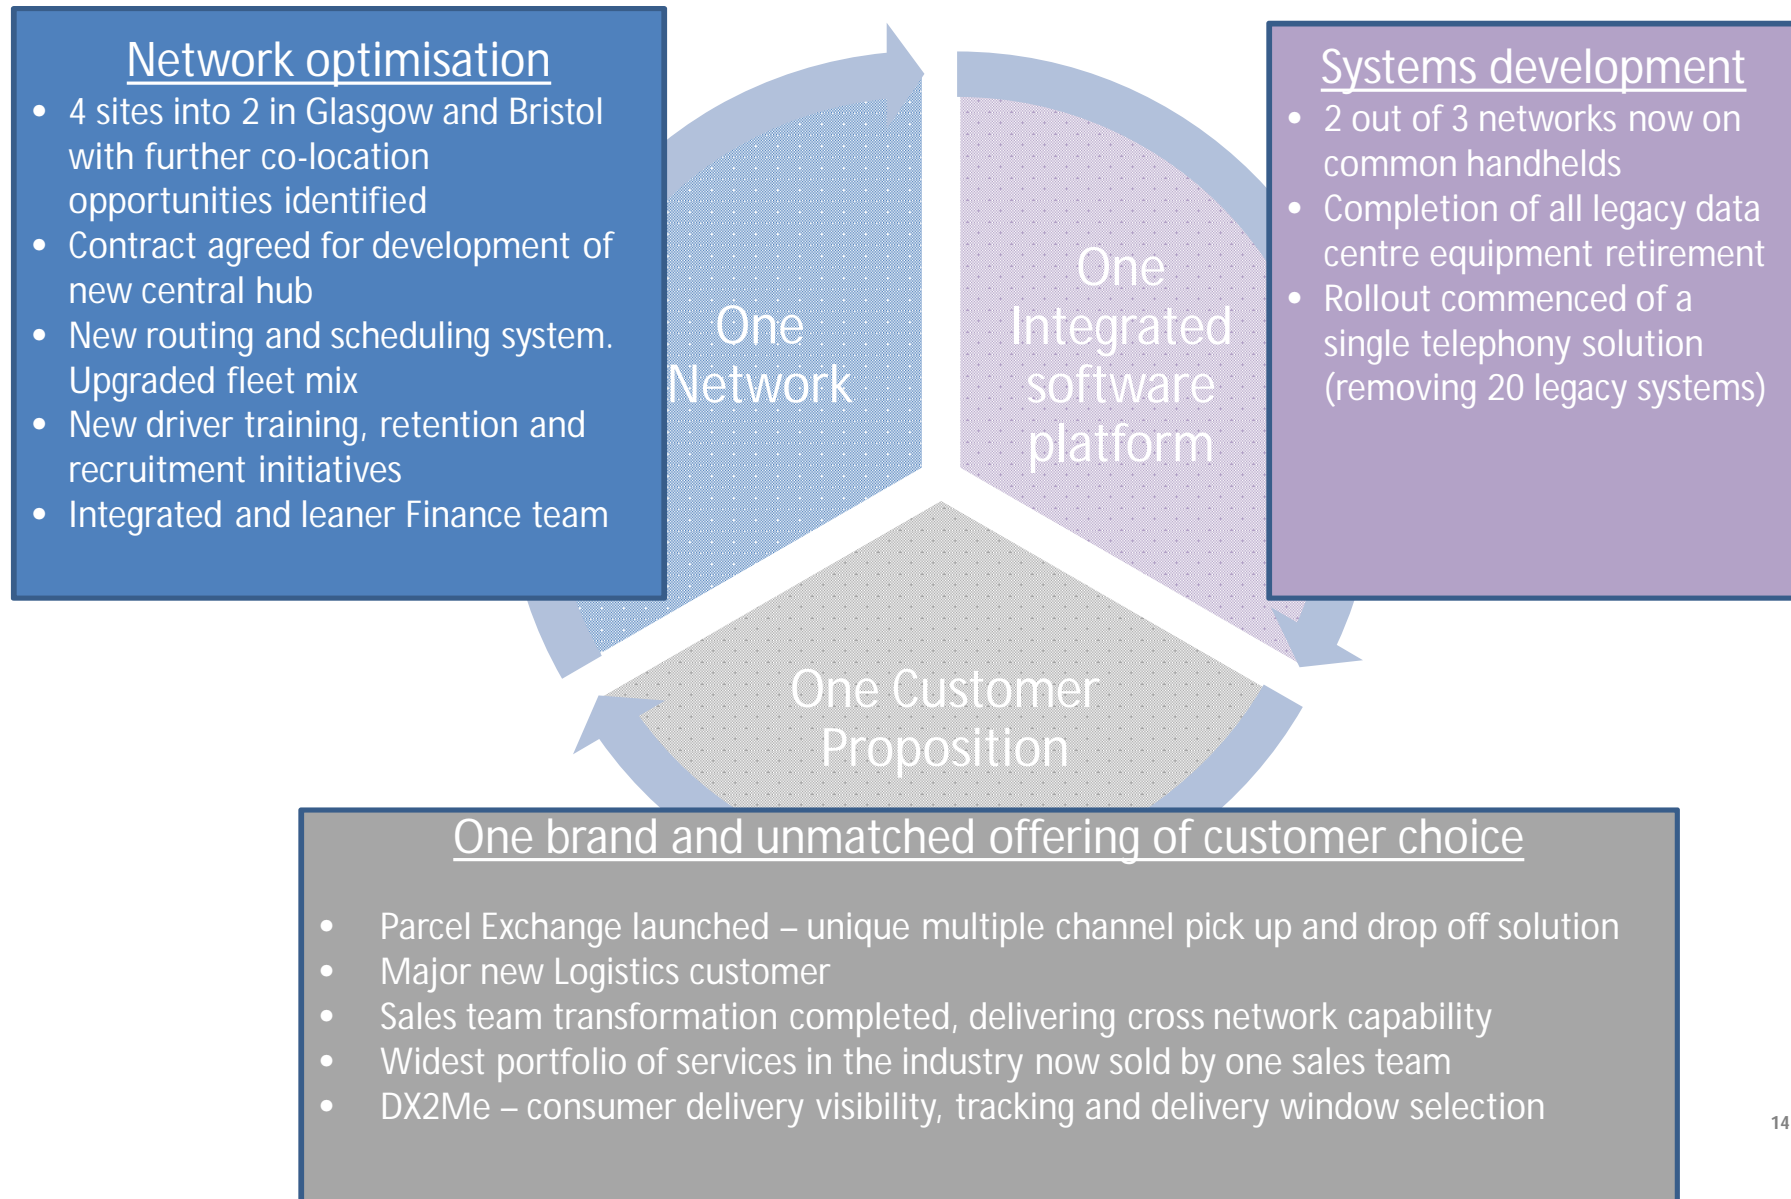 Network optimisation
• 4 sites into 2 in Glasgow and Bristol
with further co-location
opportunities identified
• Contract agreed for development of
new central hub
• New routing and scheduling system.
Upgraded fleet mix
• New driver training, retention and
recruitment initiatives
• Integrated and leaner Finance team
One
Network
One
Integrated
software
platform
Systems development
• 2 out of 3 networks now on
common handhelds
• Completion of all legacy data
centre equipment retirement
• Rollout commenced of a
single telephony solution
(removing 20 legacy systems)
One Customer
Proposition
One brand and unmatched offering of customer choice
• Parcel Exchange launched – unique multiple channel pick up and drop off solution
• Major new Logistics customer
• Sales team transformation completed, delivering cross network capability
• Widest portfolio of services in the industry now sold by one sales team
• DX2Me – consumer delivery visibility, tracking and delivery window selection
14